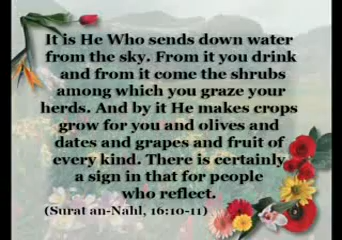 It is He Who sends down water
from the sky. From it you drink
and from it come the shrubs
among which you graze your
herds. And by it He makes crops
grow for you and olives and
dates and grapes and fruit of
every kind. There is certainly
a sign in that for people
who reflect.
(Surat an-Nahl, 16:10-11)